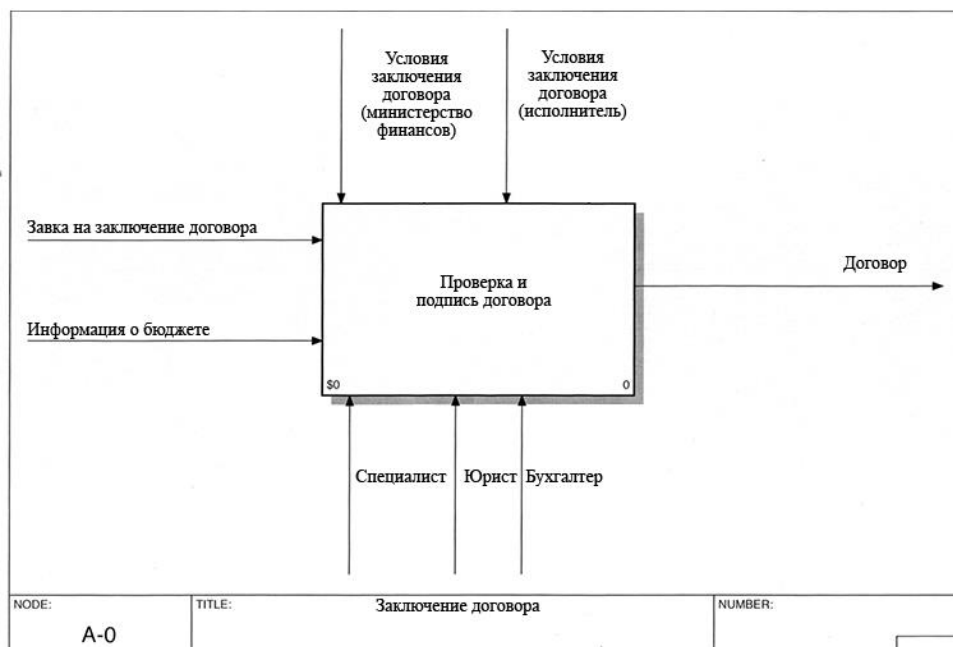 Условия
заключения
договора
(министерство
финансов)
Условия
заключения
договора
(исполнитель)
Завка на заключение договора
Проверка и
подпись договора
Договор
Информация о бюджете
$0
0
Специалист
Юрист
Бухгалтер
NODE:
A-0
TITLE:
Заключение договора
NUMBER: